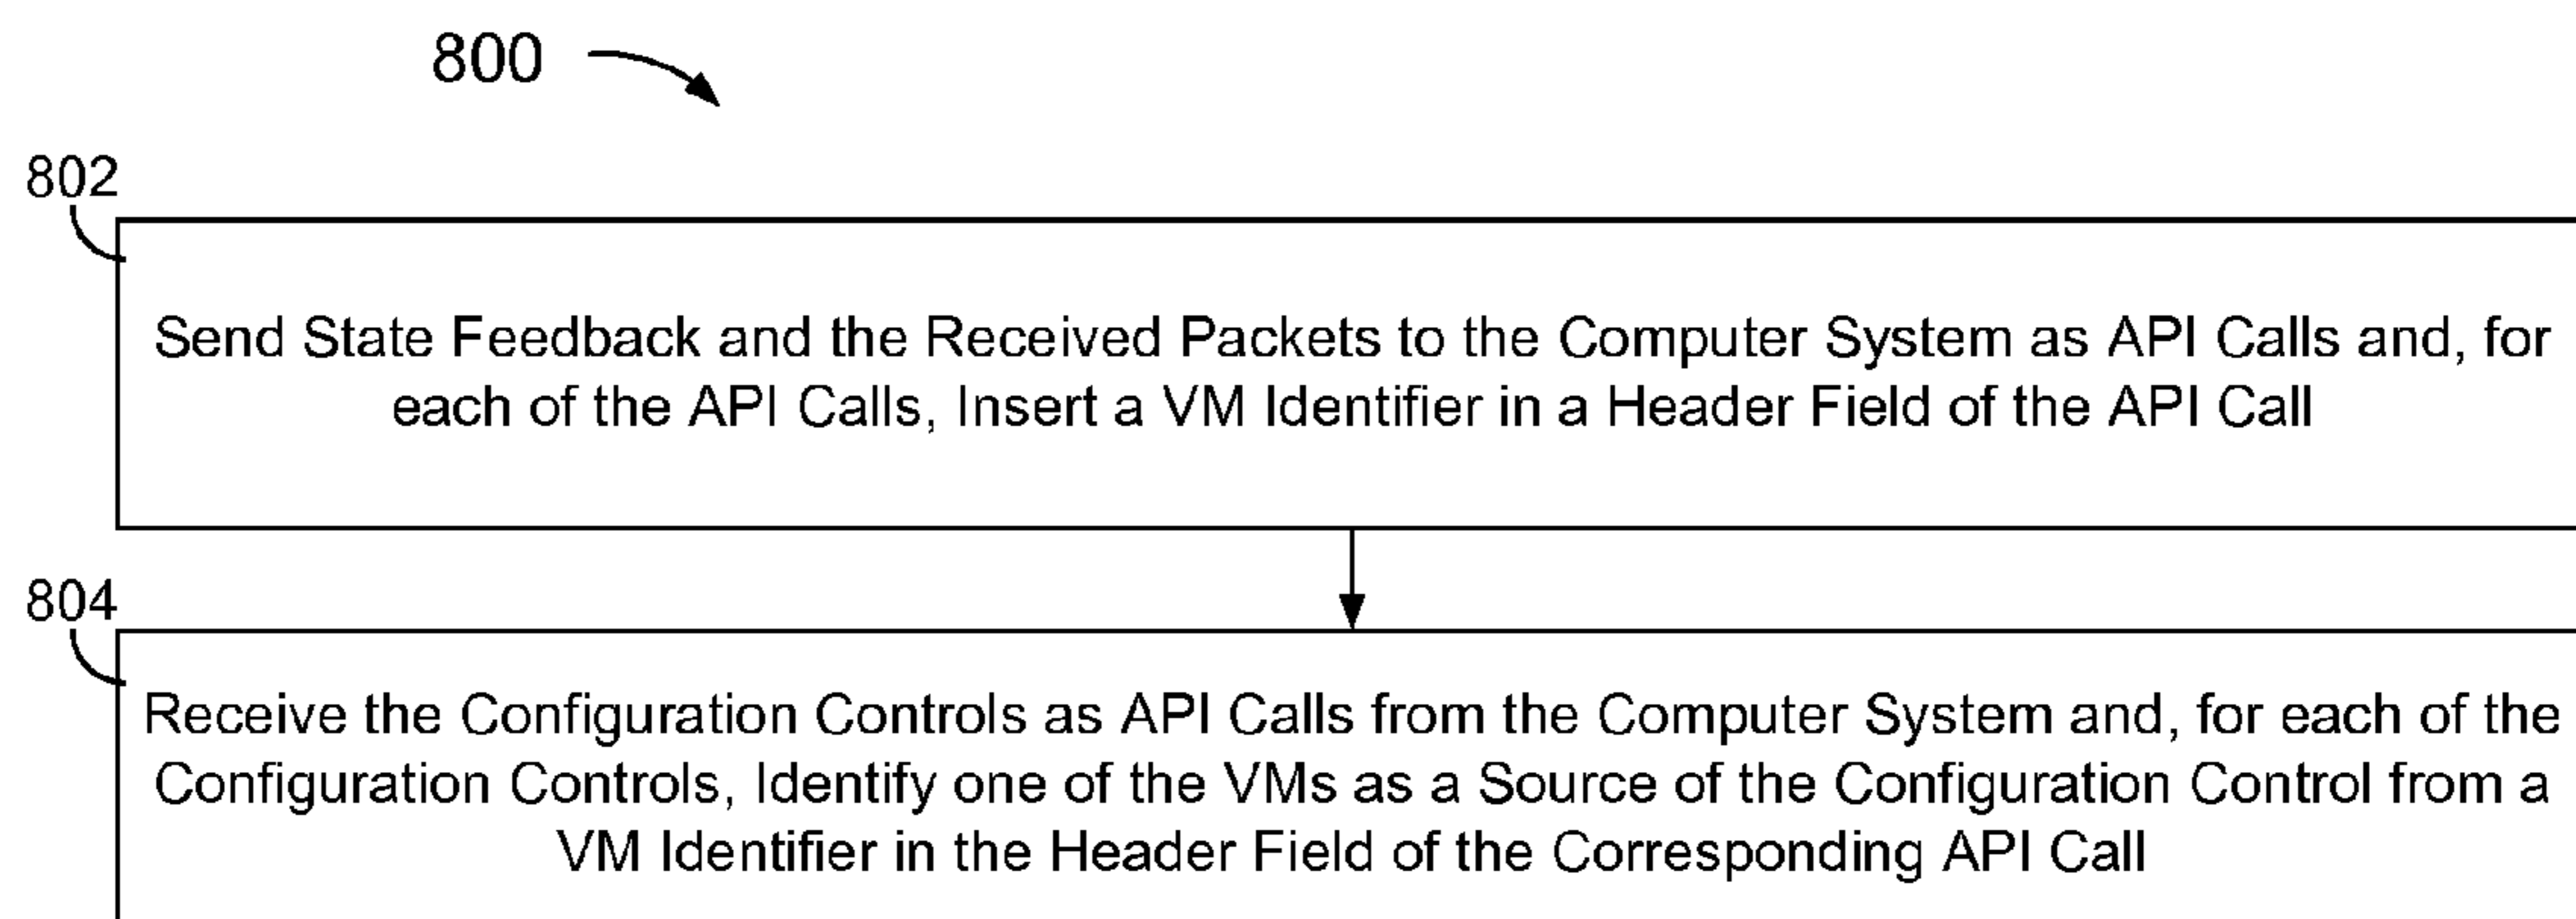 800
802
Send State Feedback and the Received Packets to the Computer System as API Calls and, for
each of the API Calls, Insert a VM Identifier in a Header Field of the API Call
804
Receive the Configuration Controls as API Calls from the Computer System and, for each of the
Configuration Controls, Identify one of the VMs as a Source of the Configuration Control from a
VM Identifier in the Header Field of the Corresponding API Call